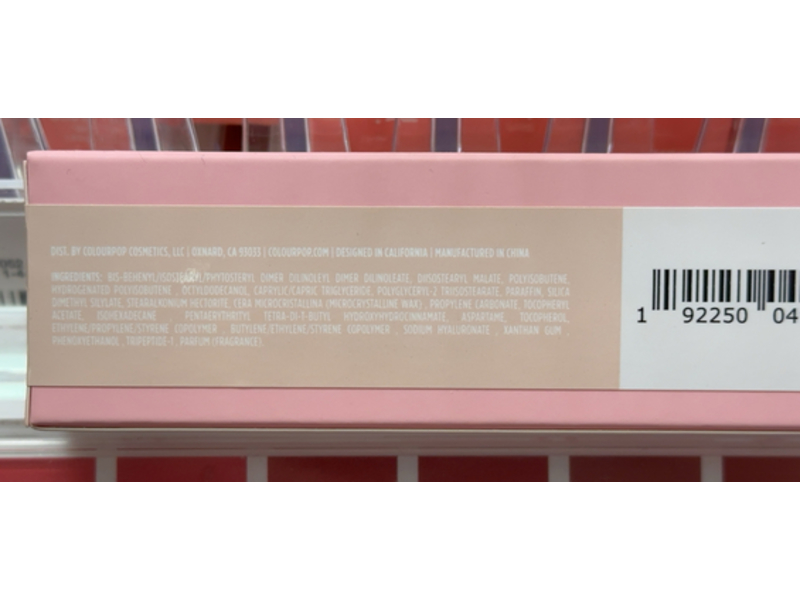 DIST. BY COLOURPOP COSMETICS, LLC | OXNARD, CA 93033 | COLOURPOP.COM | DESIGNED IN CALIFORNIA | MANUFACTURED IN CHINA
INGREDIENTS: BIS-BEHENYL/ISOSTEARYL/PHYTOSTERYL DIMER DILINOLEYL DIMER DILINOLEATE, DIISOSTEARYL MALATE, POLYISOBUTENE,
HYDROGENATED POLYISOBUTENE , OCTYLDODECANOL, CAPRYLIC/CAPRIC TRIGLYCERIDE, POLYGLYCERYL-2 TRIISOSTEARATE, PARAFFIN, SILICA
DIMETHYL SILYLATE, STEARALKONIUM HECTORITE, CERA MICROCRISTALLINA (MICROCRYSTALLINE WAX), PROPYLENE CARBONATE, TOCOPHERYL
ACETATE, ISOHEXADECANE PENTAERYTHRITYL TETRA-DI-T-BUTYL HYDROXYHYDROCINNAMATE, ASPARTAME, TOCOPHEROL,
ETHYLENE/PROPYLENE/STYRENE COPOLYMER , BUTYLENE/ETHYLENE/STYRENE COPOLYMER , SODIUM HYALURONATE , XANTHAN GUM ,
PHENOXYETHANOL , TRIPEPTIDE-1 , PARFUM (FRAGRANCE).
1 92250 04